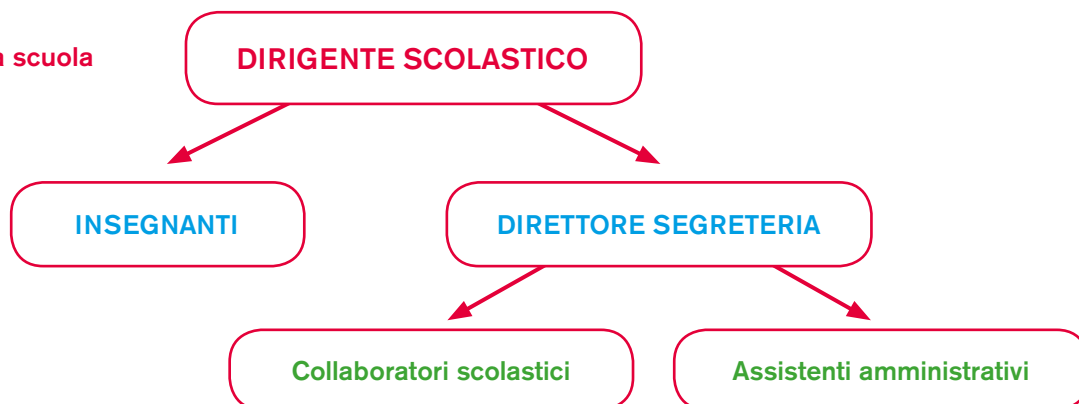 scuola
DIRIGENTE SCOLASTICO
INSEGNANTI
DIRETTORE SEGRETERIA
Collaboratori scolastici
Assistenti amministrativi